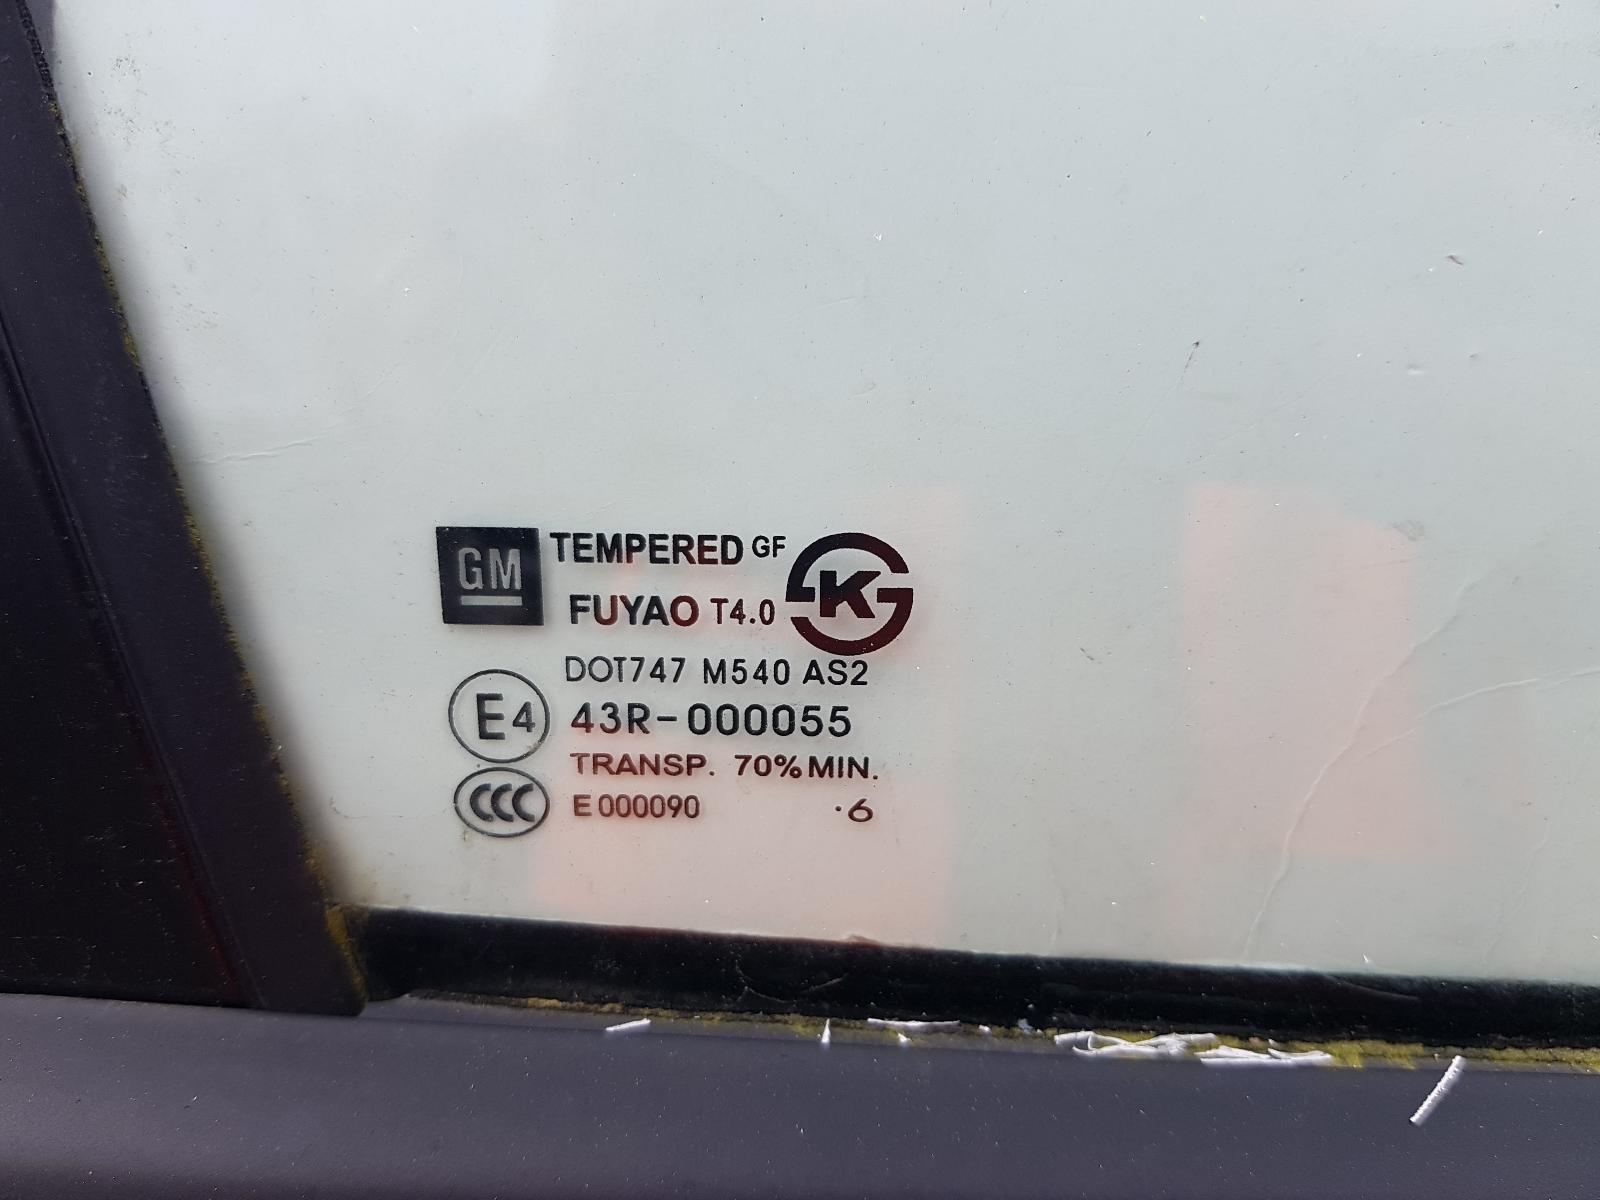 GM TEMPERED GF
FUYAO T4.0 K
DOT747 M540 AS2
E4 43R-000055
TRANSP. 70% MIN.
CCC E000090 .6